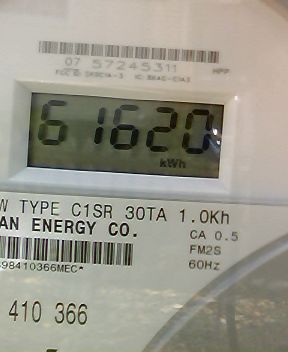 07 57245311
HPP
61620
kWh
W TYPE C1SR 30TA 1.0Kh
AN ENERGY CO.
CA 0.5
FM2S
98410366MEC*
60Hz
410 366